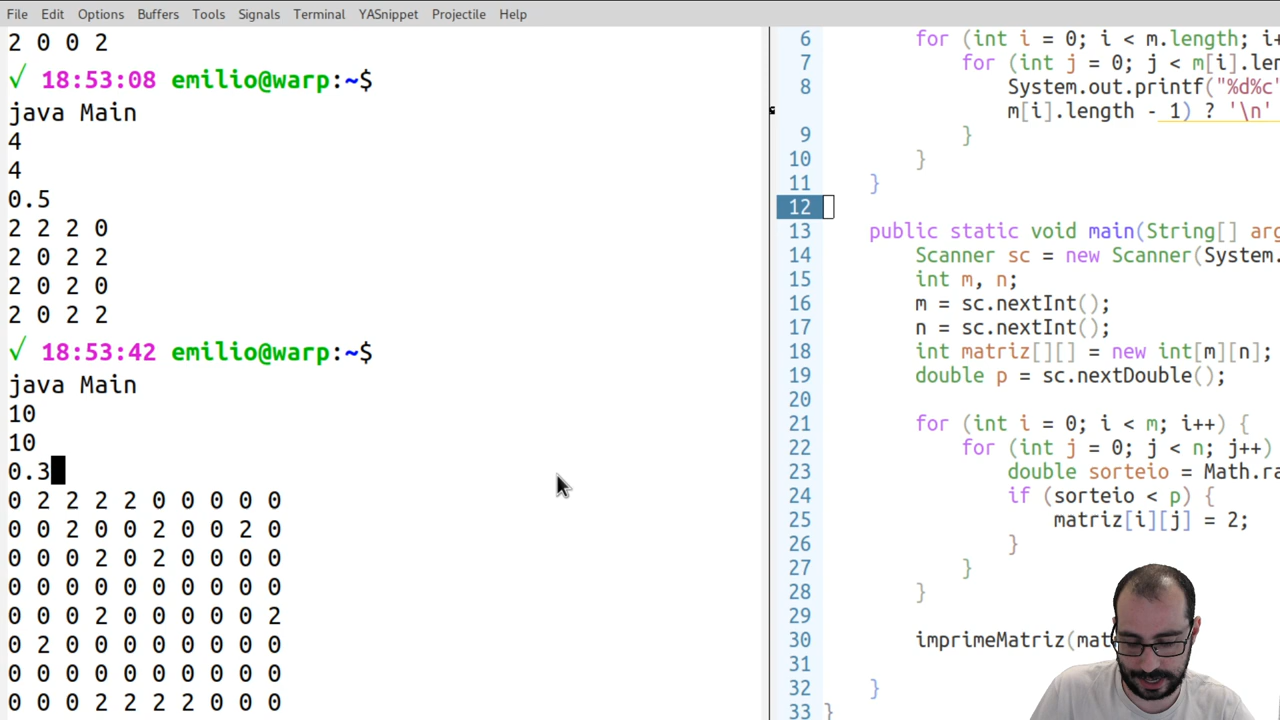 File Edit Options Buffers Tools Signals Terminal YASnippet Projectile Help
2 0 0 2
√ 18:53:08 emilio@warp:~$
java Main
4
4
0.5
2 2 2 0
2 0 2 2
2 0 2 0
2 0 2 2
√ 18:53:42 emilio@warp:~$
java Main
10
10
0.3
0 2 2 2 2 0 0 0 0 0
0 0 2 0 0 2 0 0 2 0
0 0 0 2 0 2 0 0 0 0
0 0 0 0 0 0 0 0 0 0
0 0 0 2 0 0 0 0 0 2
0 2 0 0 0 0 0 0 0 0
0 0 0 0 0 0 0 0 0 0
0 0 0 2 2 2 2 0 0 0
6 for (int i = 0; i < m.length; i+
7 for (int j = 0; j < m[i].len
8 System.out.printf("%d%c"
m[i].length - 1) ? '\n'
9 }
10 }
11 }
12
13 public static void main(String[] arg
14 Scanner sc = new Scanner(System.
15 int m, n;
16 m = sc.nextInt();
17 n = sc.nextInt();
18 int matriz[][] = new int[m][n];
19 double p = sc.nextDouble();
20
21 for (int i = 0; i < m; i++) {
22 for (int j = 0; j < n; j++)
23 double sorteio = Math.ra
24 if (sorteio < p) {
25 matriz[i][j] = 2;
26 }
27 }
28 }
29
30 imprimeMatriz(mat
31
32 }
33 }